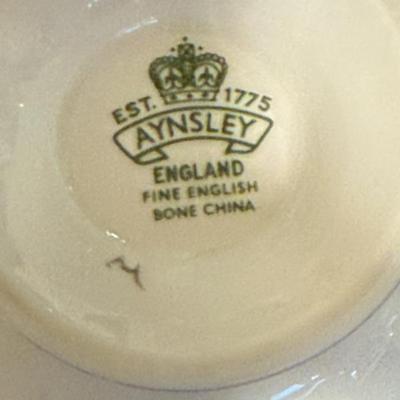 EST. 1775
AYNSLEY
ENGLAND
FINE ENGLISH
BONE CHINA